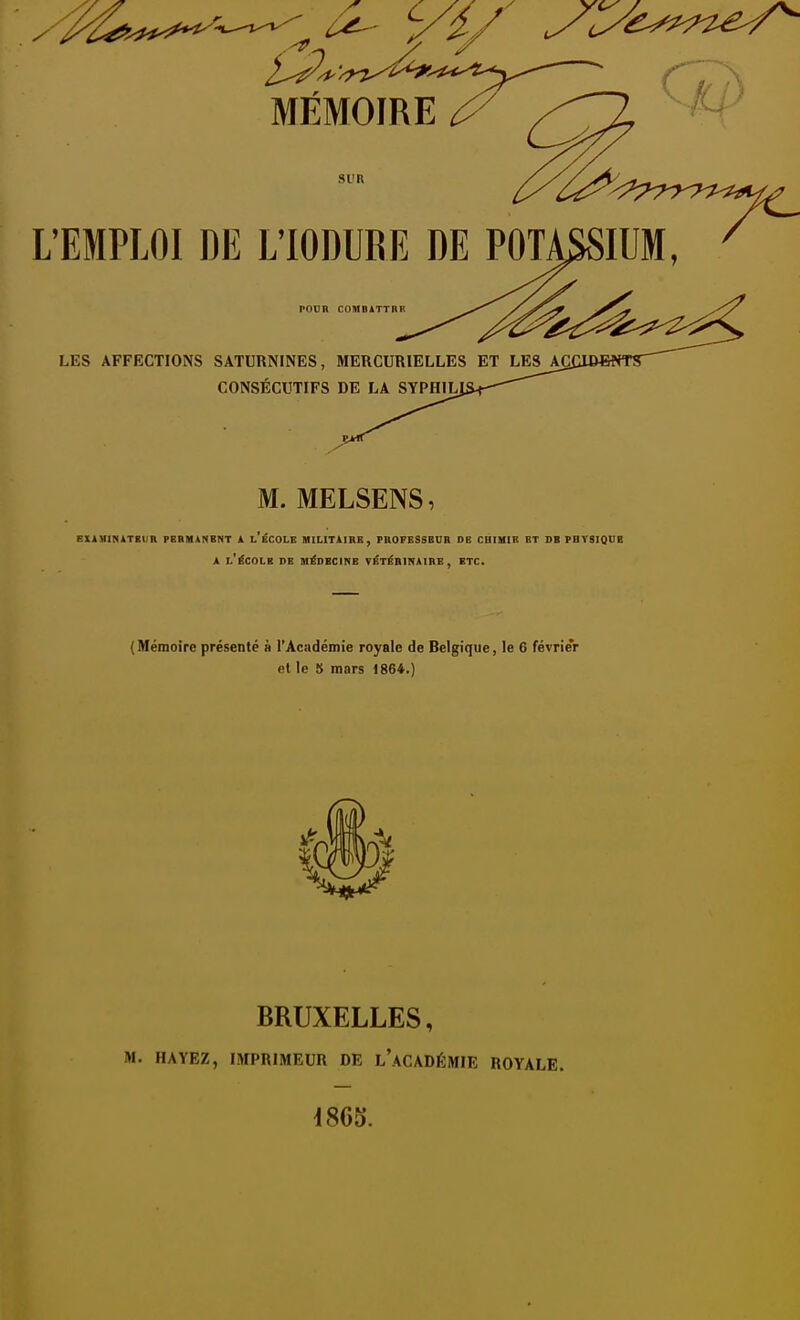 MÉMOIRE
SUR
L'EMPLOI DE L'IODURE DE POTASSIUM,
POUR COMBATTRE
LES AFFECTIONS SATURNINES, MERCURIELLES ET LES ACCIDENTS
CONSÉCUTIFS DE LA SYPHILIS,
PAR
M. MELSENS,
EXAMINATEUR PERMANENT A L'ÉCOLE MILITAIRE, PROFESSEUR DE CHIMIE ET DE PHYSIQUE
A L'ÉCOLE DE MÉDECINE VÉTÉRINAIRE, ETC.
(Mémoire présenté à l'Académie royale de Belgique, le 6 février
et le 5 mars 1864.)
BRUXELLES,
M. HAYEZ, IMPRIMEUR DE L'ACADÉMIE ROYALE.
1865.